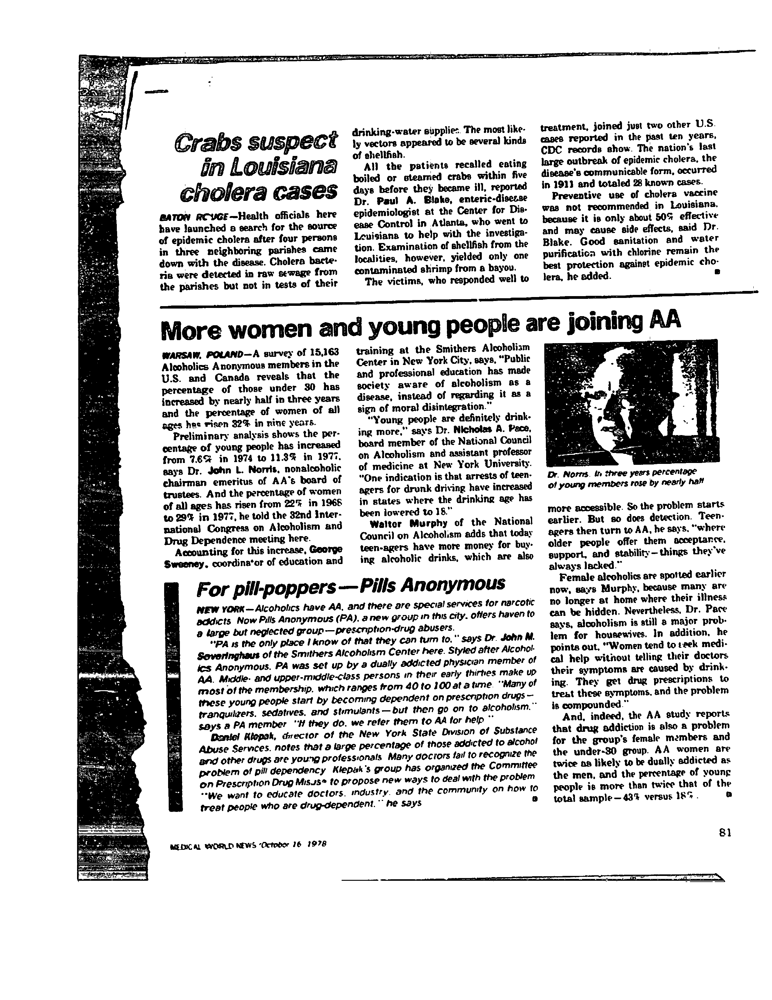 Crabs suspect
in Louisiana
cholera cases
BATON ROUGE—Health officials here
have launched a search for the source
of epidemic cholera after four persons
in three neighboring parishes came
down with the disease. Cholera bacte-
ria were detected in raw sewage from
the parishes but not in tests of their
drinking-water supplies. The most like-
ly vectors appeared to be several kinds
of shellfish.
All the patients recalled eating
boiled or steamed crabs within five
days before they became ill, reported
Dr. Paul A. Blake, enteric-disease
epidemiologist at the Center for Dis-
ease Control in Atlanta, who went to
Louisiana to help with the investiga-
tion. Examination of shellfish from the
localities, however, yielded only one
contaminated shrimp from a bayou.
The victims, who responded well to
treatment, joined just two other U.S.
cases reported in the past ten years,
CDC records show. The nation's last
large outbreak of epidemic cholera, the
disease's communicable form, occurred
in 1911 and totaled 28 known cases.
Preventive use of cholera vaccine
was not recommended in Louisiana,
because it is only about 50% effective
and may cause side effects, said Dr.
Blake. Good sanitation and water
purification with chlorine remain the
best protection against epidemic cho-
lera, he added.
More women and young people are joining AA
WARSAW, POLAND—A survey of 15,163
Alcoholics Anonymous members in the
U.S. and Canada reveals that the
percentage of those under 30 has
increased by nearly half in three years
and the percentage of women of all
ages has risen 32% in nine years.
Preliminary analysis shows the per-
centage of young people has increased
from 7.6% in 1974 to 11.3% in 1977,
says Dr. John L. Norris, nonalcoholic
chairman emeritus of AA's board of
trustees. And the percentage of women
of all ages has risen from 22% in 1968
to 29% in 1977, he told the 32nd Inter-
national Congress on Alcoholism and
Drug Dependence meeting here.
Accounting for this increase, George
Sweeney, coordinator of education and
training at the Smithers Alcoholism
Center in New York City, says, "Public
and professional education has made
society aware of alcoholism as a
disease, instead of regarding it as a
sign of moral disintegration."
"Young people are definitely drink-
ing more," says Dr. Nicholas A. Pace,
board member of the National Council
on Alcoholism and assistant professor
of medicine at New York University.
"One indication is that arrests of teen-
agers for drunk driving have increased
in states where the drinking age has
been lowered to 18."
Walter Murphy of the National
Council on Alcoholism adds that today
teen-agers have more money for buy-
ing alcoholic drinks, which are also
Dr. Norris. In three years percentage
of young members rose by nearly half
more accessible. So the problem starts
earlier. But so does detection. Teen-
agers then turn to AA, he says, "where
older people offer them acceptance,
support, and stability—things they've
always lacked."
Female alcoholics are spotted earlier
now, says Murphy, because many are
no longer at home where their illness
can be hidden. Nevertheless, Dr. Pace
says, alcoholism is still a major prob-
lem for housewives. In addition, he
points out, "Women tend to seek medi-
cal help without telling their doctors
their symptoms are caused by drink-
ing. They get drug prescriptions to
treat these symptoms, and the problem
is compounded."
And, indeed, the AA study reports
that drug addiction is also a problem
for the group's female members and
the under-30 group. AA women are
twice as likely to be dually addicted as
the men, and the percentage of young
people is more than twice that of the
total sample—43% versus 18%.
For pill-poppers—Pills Anonymous
NEW YORK—Alcoholics have AA, and there are special services for narcotic
addicts. Now Pills Anonymous (PA), a new group in this city, offers haven to
a large but neglected group—prescription-drug abusers.
"PA is the only place I know of that they can turn to," says Dr. John M.
Soveringhaus of the Smithers Alcoholism Center here. Styled after Alcohol-
ics Anonymous, PA was set up by a dually addicted physician member of
AA. Middle- and upper-middle-class persons in their early thirties make up
most of the membership, which ranges from 40 to 100 at a time. "Many of
these young people start by becoming dependent on prescription drugs—
tranquilizers, sedatives, and stimulants—but then go on to alcoholism."
says a PA member. "If they do, we refer them to AA for help."
Daniel Klepak, director of the New York State Division of Substance
Abuse Services, notes that a large percentage of those addicted to alcohol
and other drugs are young professionals. Many doctors fail to recognize the
problem of pill dependency. Klepak's group has organized the Committee
on Prescription Drug Misuse to propose new ways to deal with the problem
"We want to educate doctors, industry, and the community on how to
treat people who are drug-dependent," he says
MEDICAL WORLD NEWS October 16 1978
81